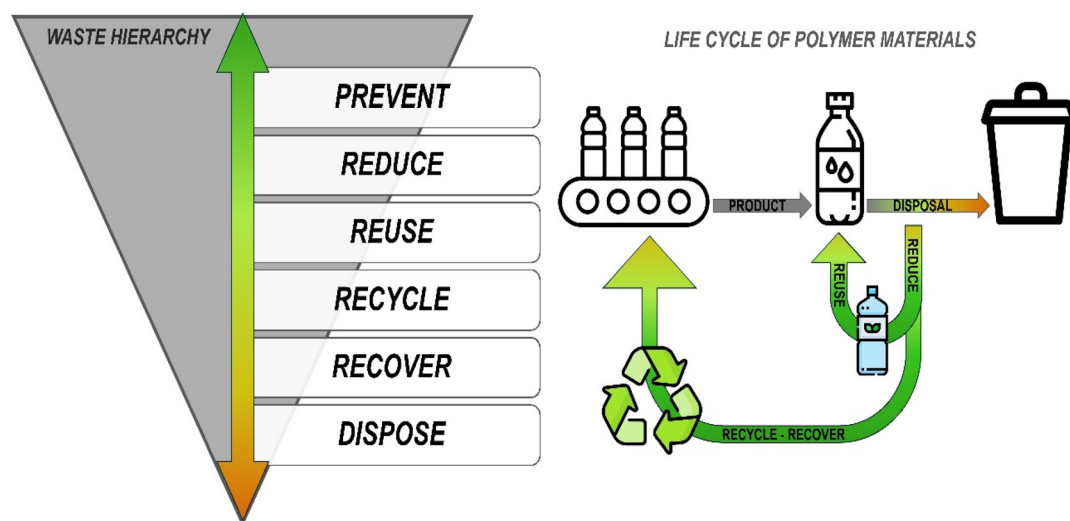 WASTE HIERARCHY
PREVENT
REDUCE
REUSE
RECYCLE
RECOVER
DISPOSE
LIFE CYCLE OF POLYMER MATERIALS
PRODUCT
DISPOSAL
REUSE
REDUCE
RECYCLE - RECOVER